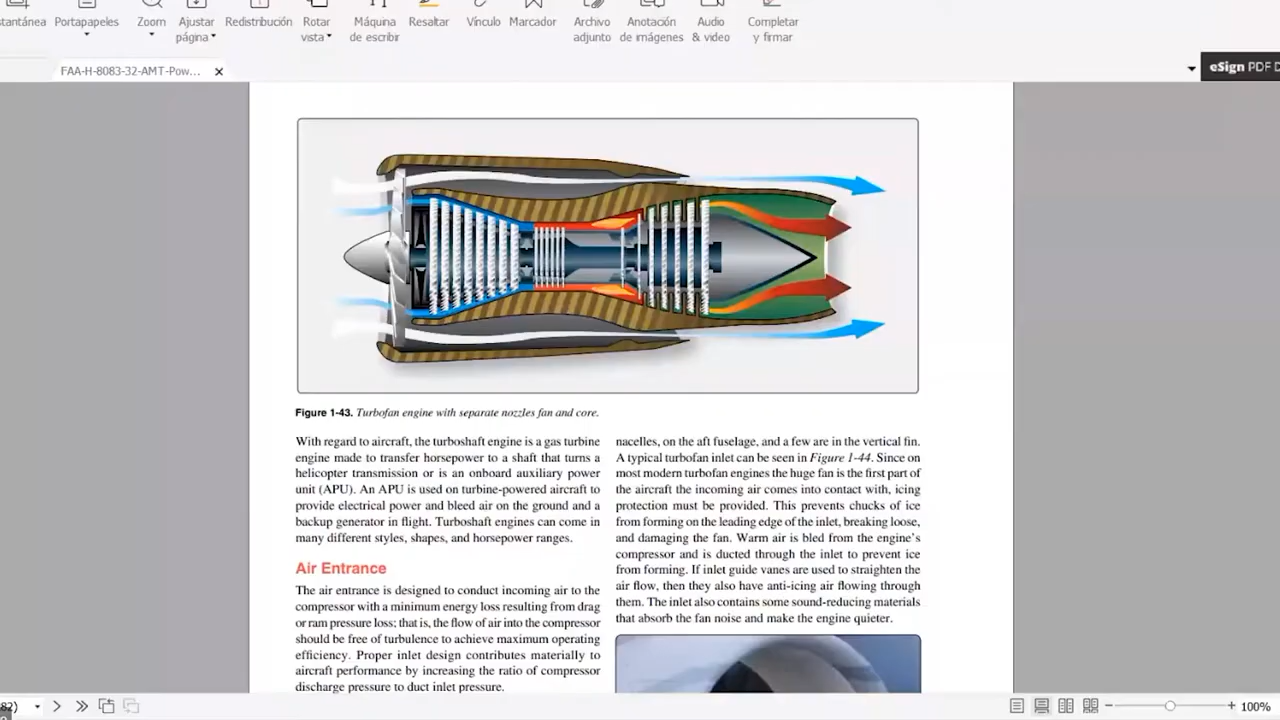 Portapapeles
Zoom
Ajustar
página
Redistribución
Rotar
vista
Máquina
de escribir
Resaltar
Vínculo
Marcador
Archivo
adjunto
Anotación
de imágenes
Audio
& video
Completar
y firmar
FAA-H-8083-32-AMT-Pow...
eSign PDF
Figure 1-43. Turbofan engine with separate nozzles fan and core.
With regard to aircraft, the turboshaft engine is a gas turbine
engine made to transfer horsepower to a shaft that turns a
helicopter transmission or is an onboard auxiliary power
unit (APU). An APU is used on turbine-powered aircraft to
provide electrical power and bleed air on the ground and a
backup generator in flight. Turboshaft engines can come in
many different styles, shapes, and horsepower ranges.
Air Entrance
The air entrance is designed to conduct incoming air to the
compressor with a minimum energy loss resulting from drag
or ram pressure loss; that is, the flow of air into the compressor
should be free of turbulence to achieve maximum operating
efficiency. Proper inlet design contributes materially to
aircraft performance by increasing the ratio of compressor
discharge pressure to duct inlet pressure.
nacelles, on the aft fuselage, and a few are in the vertical fin.
A typical turbofan inlet can be seen in Figure 1-44. Since on
most modern turbofan engines the huge fan is the first part of
the aircraft the incoming air comes into contact with, icing
protection must be provided. This prevents chucks of ice
from forming on the leading edge of the inlet, breaking loose,
and damaging the fan. Warm air is bled from the engine's
compressor and is ducted through the inlet to prevent ice
from forming. If inlet guide vanes are used to straighten the
air flow, then they also have anti-icing air flowing through
them. The inlet also contains some sound-reducing materials
that absorb the fan noise and make the engine quieter.
100%